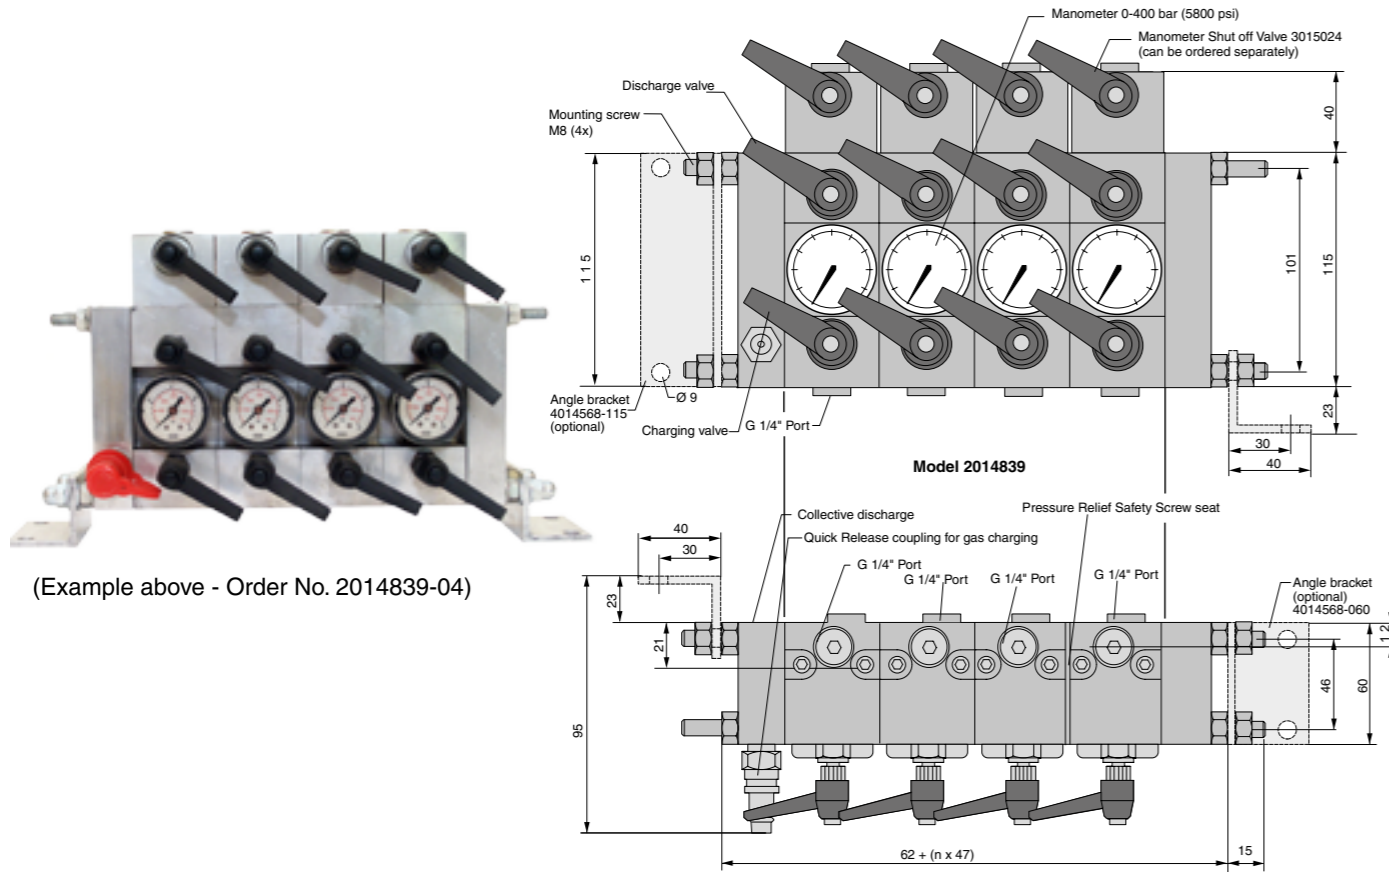 Manometer 0-400 bar (5800 psi)
Manometer Shut off Valve 3015024
(can be ordered separately)
Discharge valve
Mounting screw
M8 (4x)
40
115
101
115
23
30
40
Angle bracket
4014568-115
(optional)
Ø 9
Charging valve
G 1/4" Port
Model 2014839
(Example above - Order No. 2014839-04)
Collective discharge
Pressure Relief Safety Screw seat
Quick Release coupling for gas charging
40
30
G 1/4" Port
G 1/4" Port
G 1/4" Port
G 1/4" Port
Angle bracket
(optional)
4014568-060
23
21
12
46
60
95
62 + (n x 47)
15